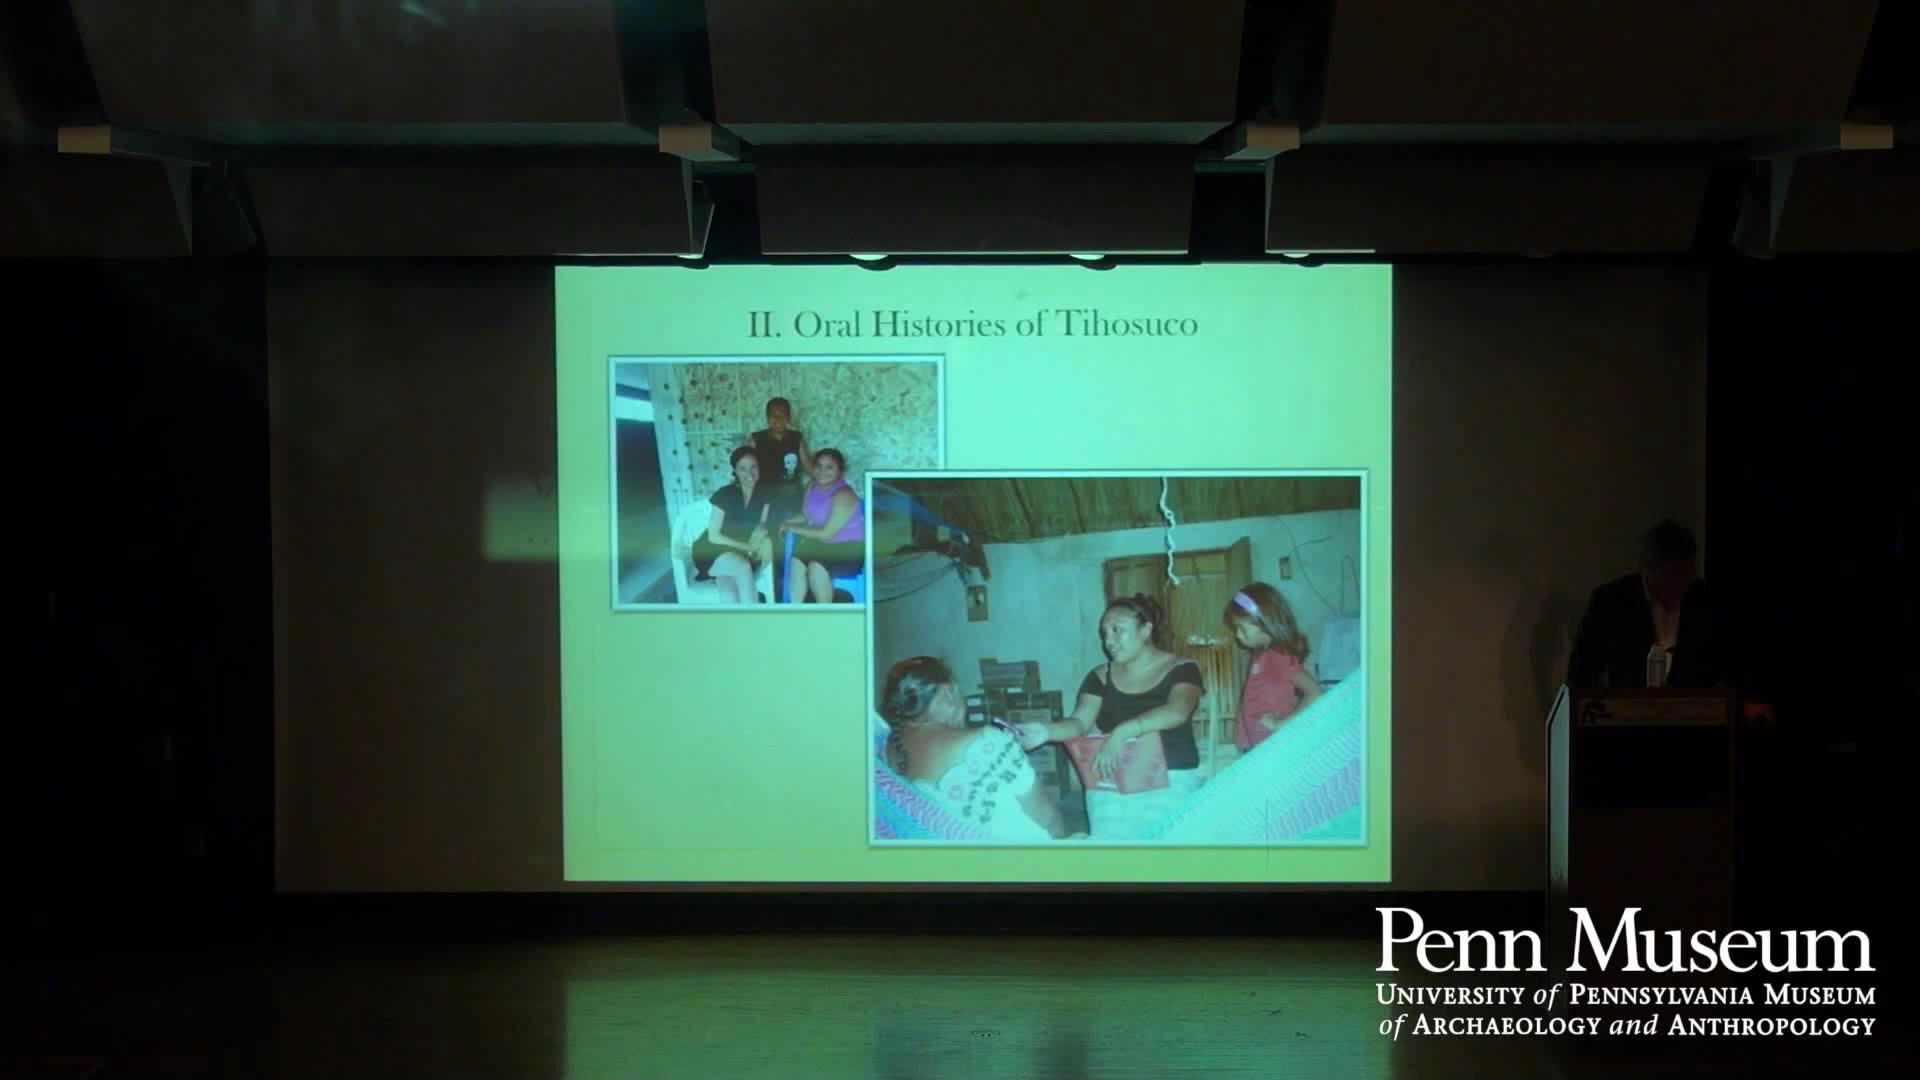 II. Oral Histories of Tihosuco
Penn Museum
UNIVERSITY of PENNSYLVANIA MUSEUM
of ARCHAEOLOGY and ANTHROPOLOGY